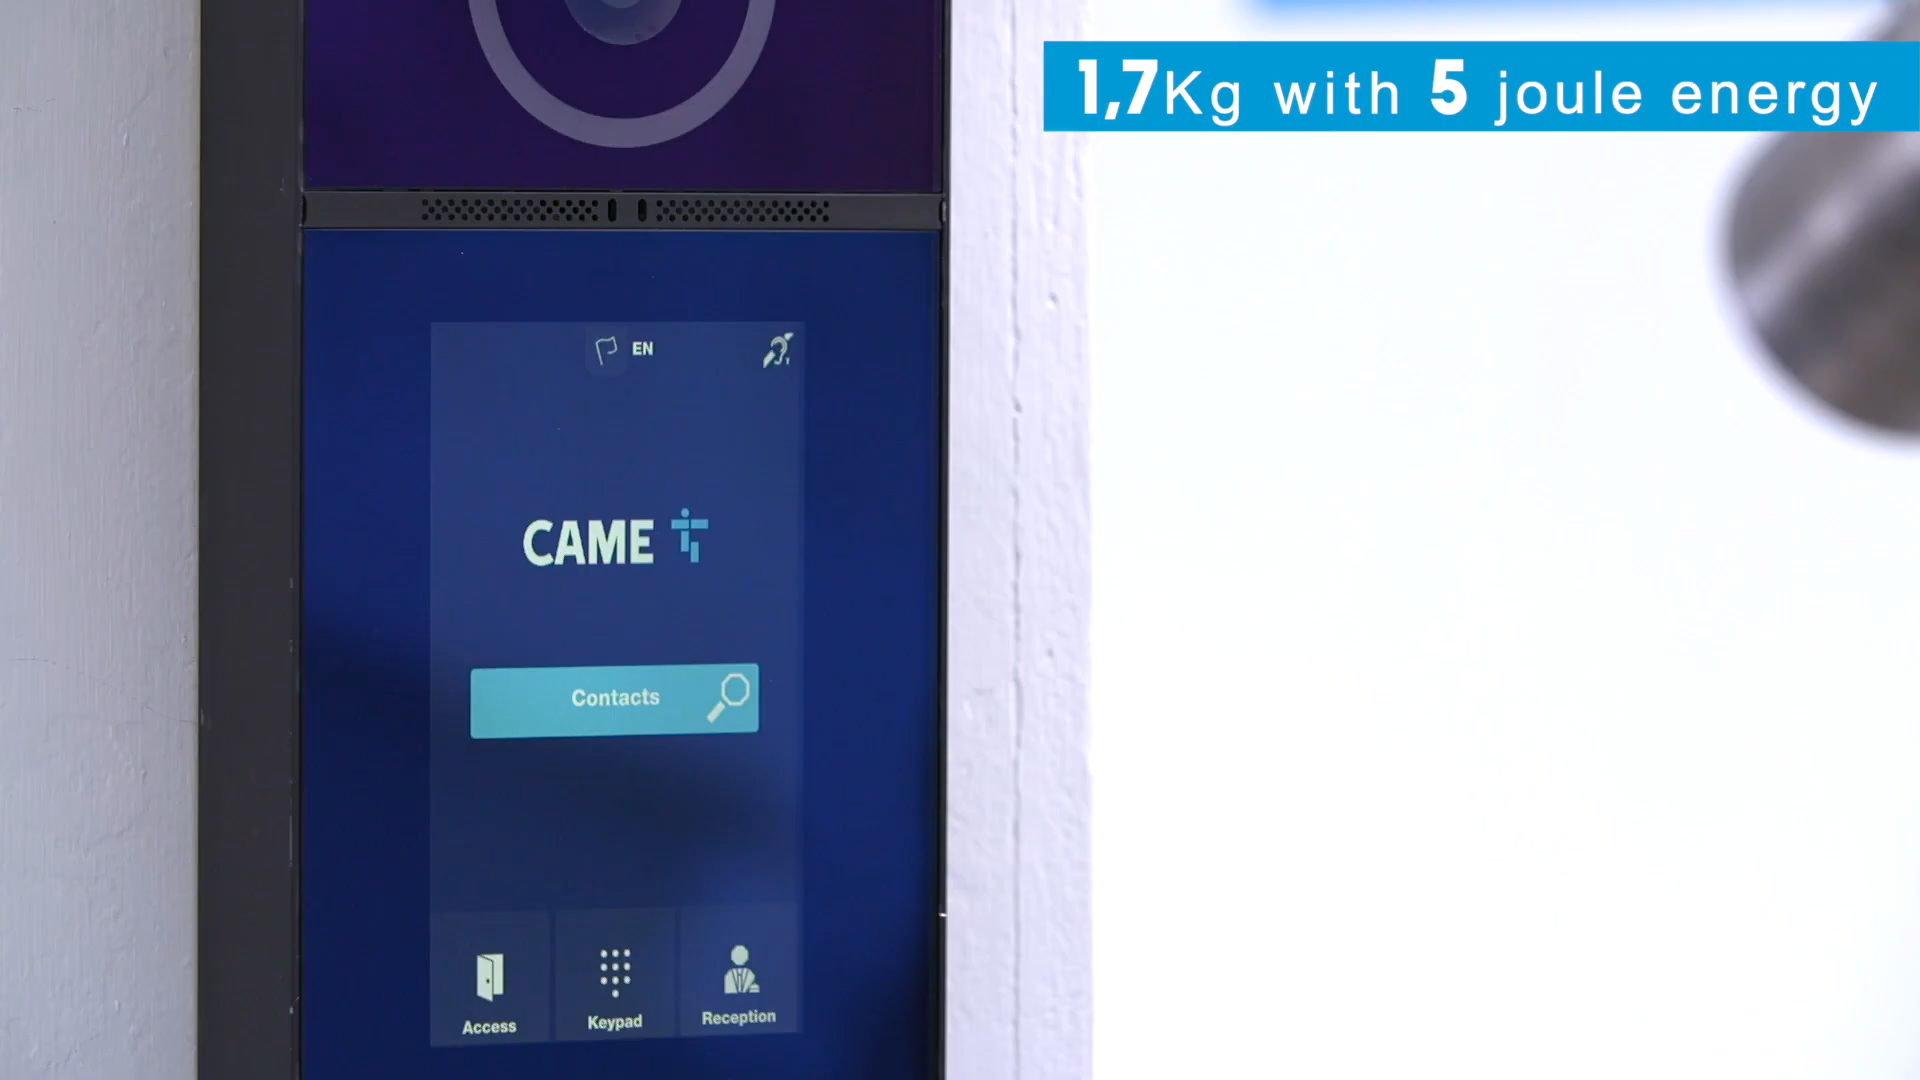 1,7Kg with 5 joule energy
EN
T
CAME
Contacts
Access
Keypad
Reception